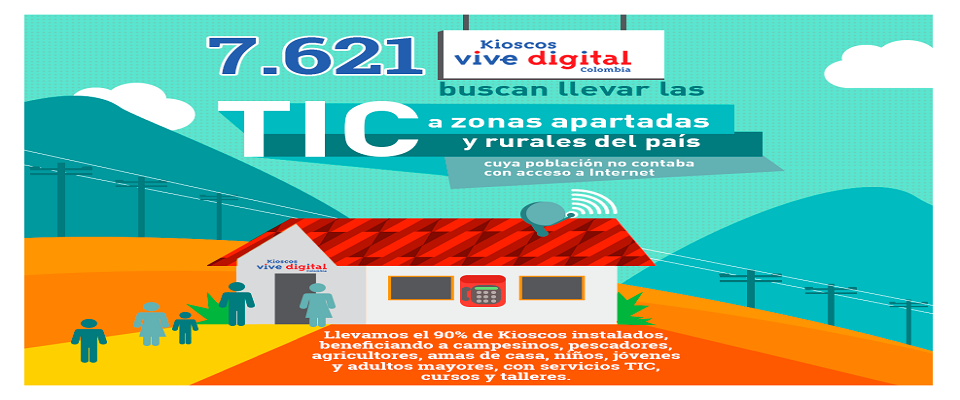 7.621
Kioscos
vive digital
Colombia
buscan llevar las
TIC
a zonas apartadas
y rurales del país
cuya población no contaba
con acceso a Internet
Kioscos
vive digital
Colombia
Llevamos el 90% de Kioscos instalados,
beneficiando a campesinos, pescadores,
agricultores, amas de casa, niños, jóvenes
y adultos mayores, con servicios TIC,
cursos y talleres.